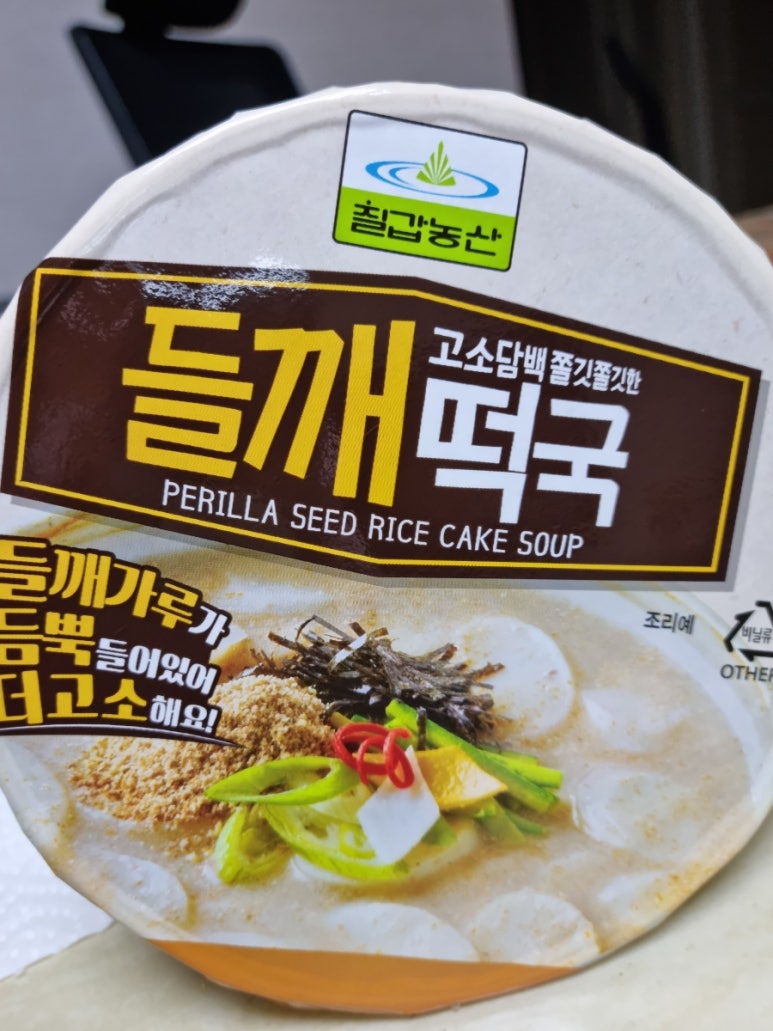 칠갑농산
고소담백 쫄깃쫄깃한
들깨떡국
PERILLA SEED RICE CAKE SOUP
들깨가루가
듬뿍 들어있어
더 고소해요!
조리예
비닐류
OTHER